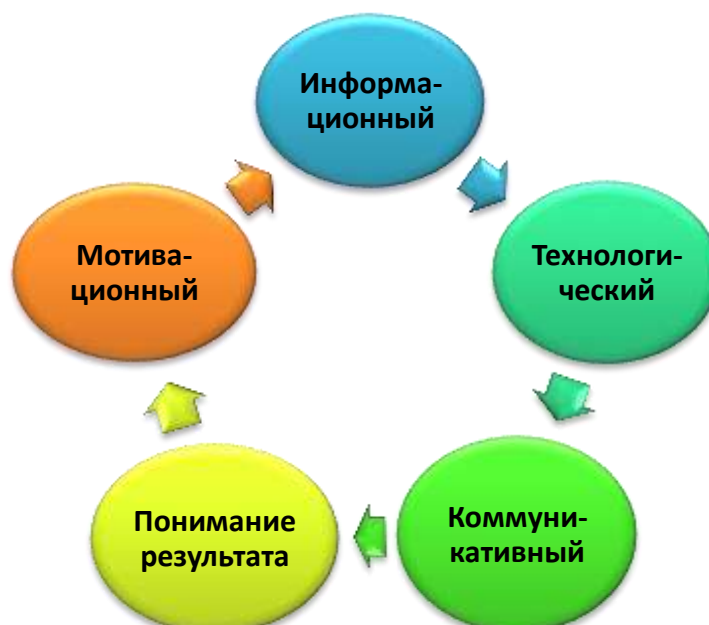 Информа-
ционный
Технологи-
ческий
Коммуни-
кативный
Понимание
результата
Мотива-
ционный